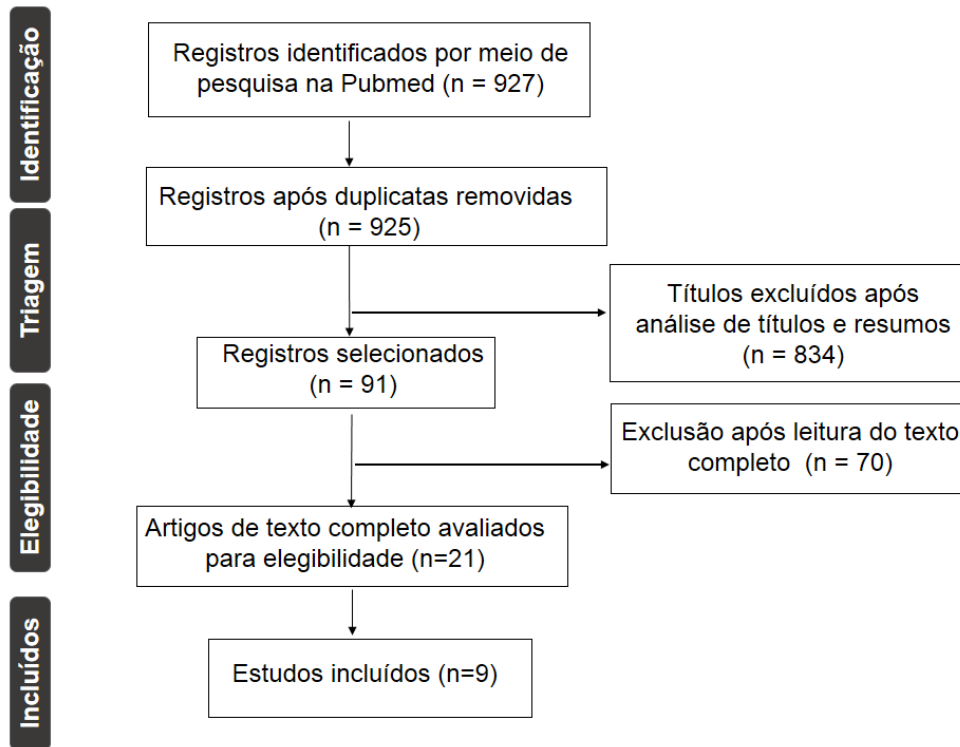 Identificação
Registros identificados por meio de
pesquisa na Pubmed (n = 927)
Registros após duplicatas removidas
(n = 925)
Triagem
Títulos excluídos após
análise de títulos e resumos
(n = 834)
Registros selecionados
(n = 91)
Elegibilidade
Exclusão após leitura do texto
completo (n = 70)
Artigos de texto completo avaliados
para elegibilidade (n=21)
Incluídos
Estudos incluídos (n=9)